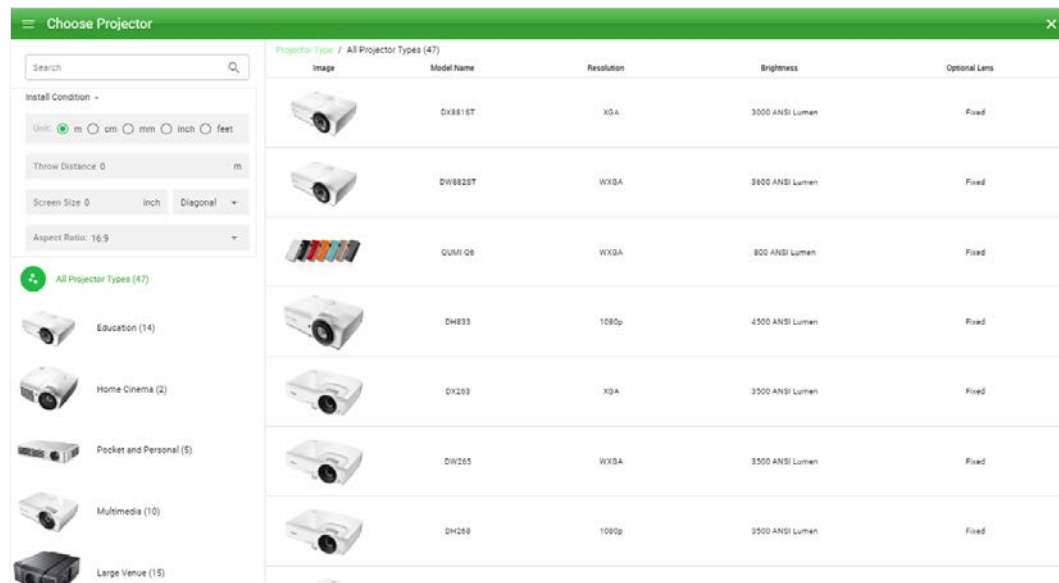 Choose Projector
Search
Install Condition
Unit: m cm mm inch feet
Throw Distance 0 m
Screen Size 0 inch Diagonal
Aspect Ratio: 16:9
All Projector Types (47)
Education (14)
Home Cinema (2)
Pocket and Personal (5)
Multimedia (10)
Large Venue (15)
Projector Type / All Projector Types (47)
Image Model Name Resolution Brightness Optional Lens
DX881ST XGA 3000 ANSI Lumen Fixed
DW882ST WXGA 3600 ANSI Lumen Fixed
QUMI Q6 WXGA 800 ANSI Lumen Fixed
DH833 1080p 4500 ANSI Lumen Fixed
DX263 XGA 3500 ANSI Lumen Fixed
DW265 WXGA 3500 ANSI Lumen Fixed
DH268 1080p 3500 ANSI Lumen Fixed